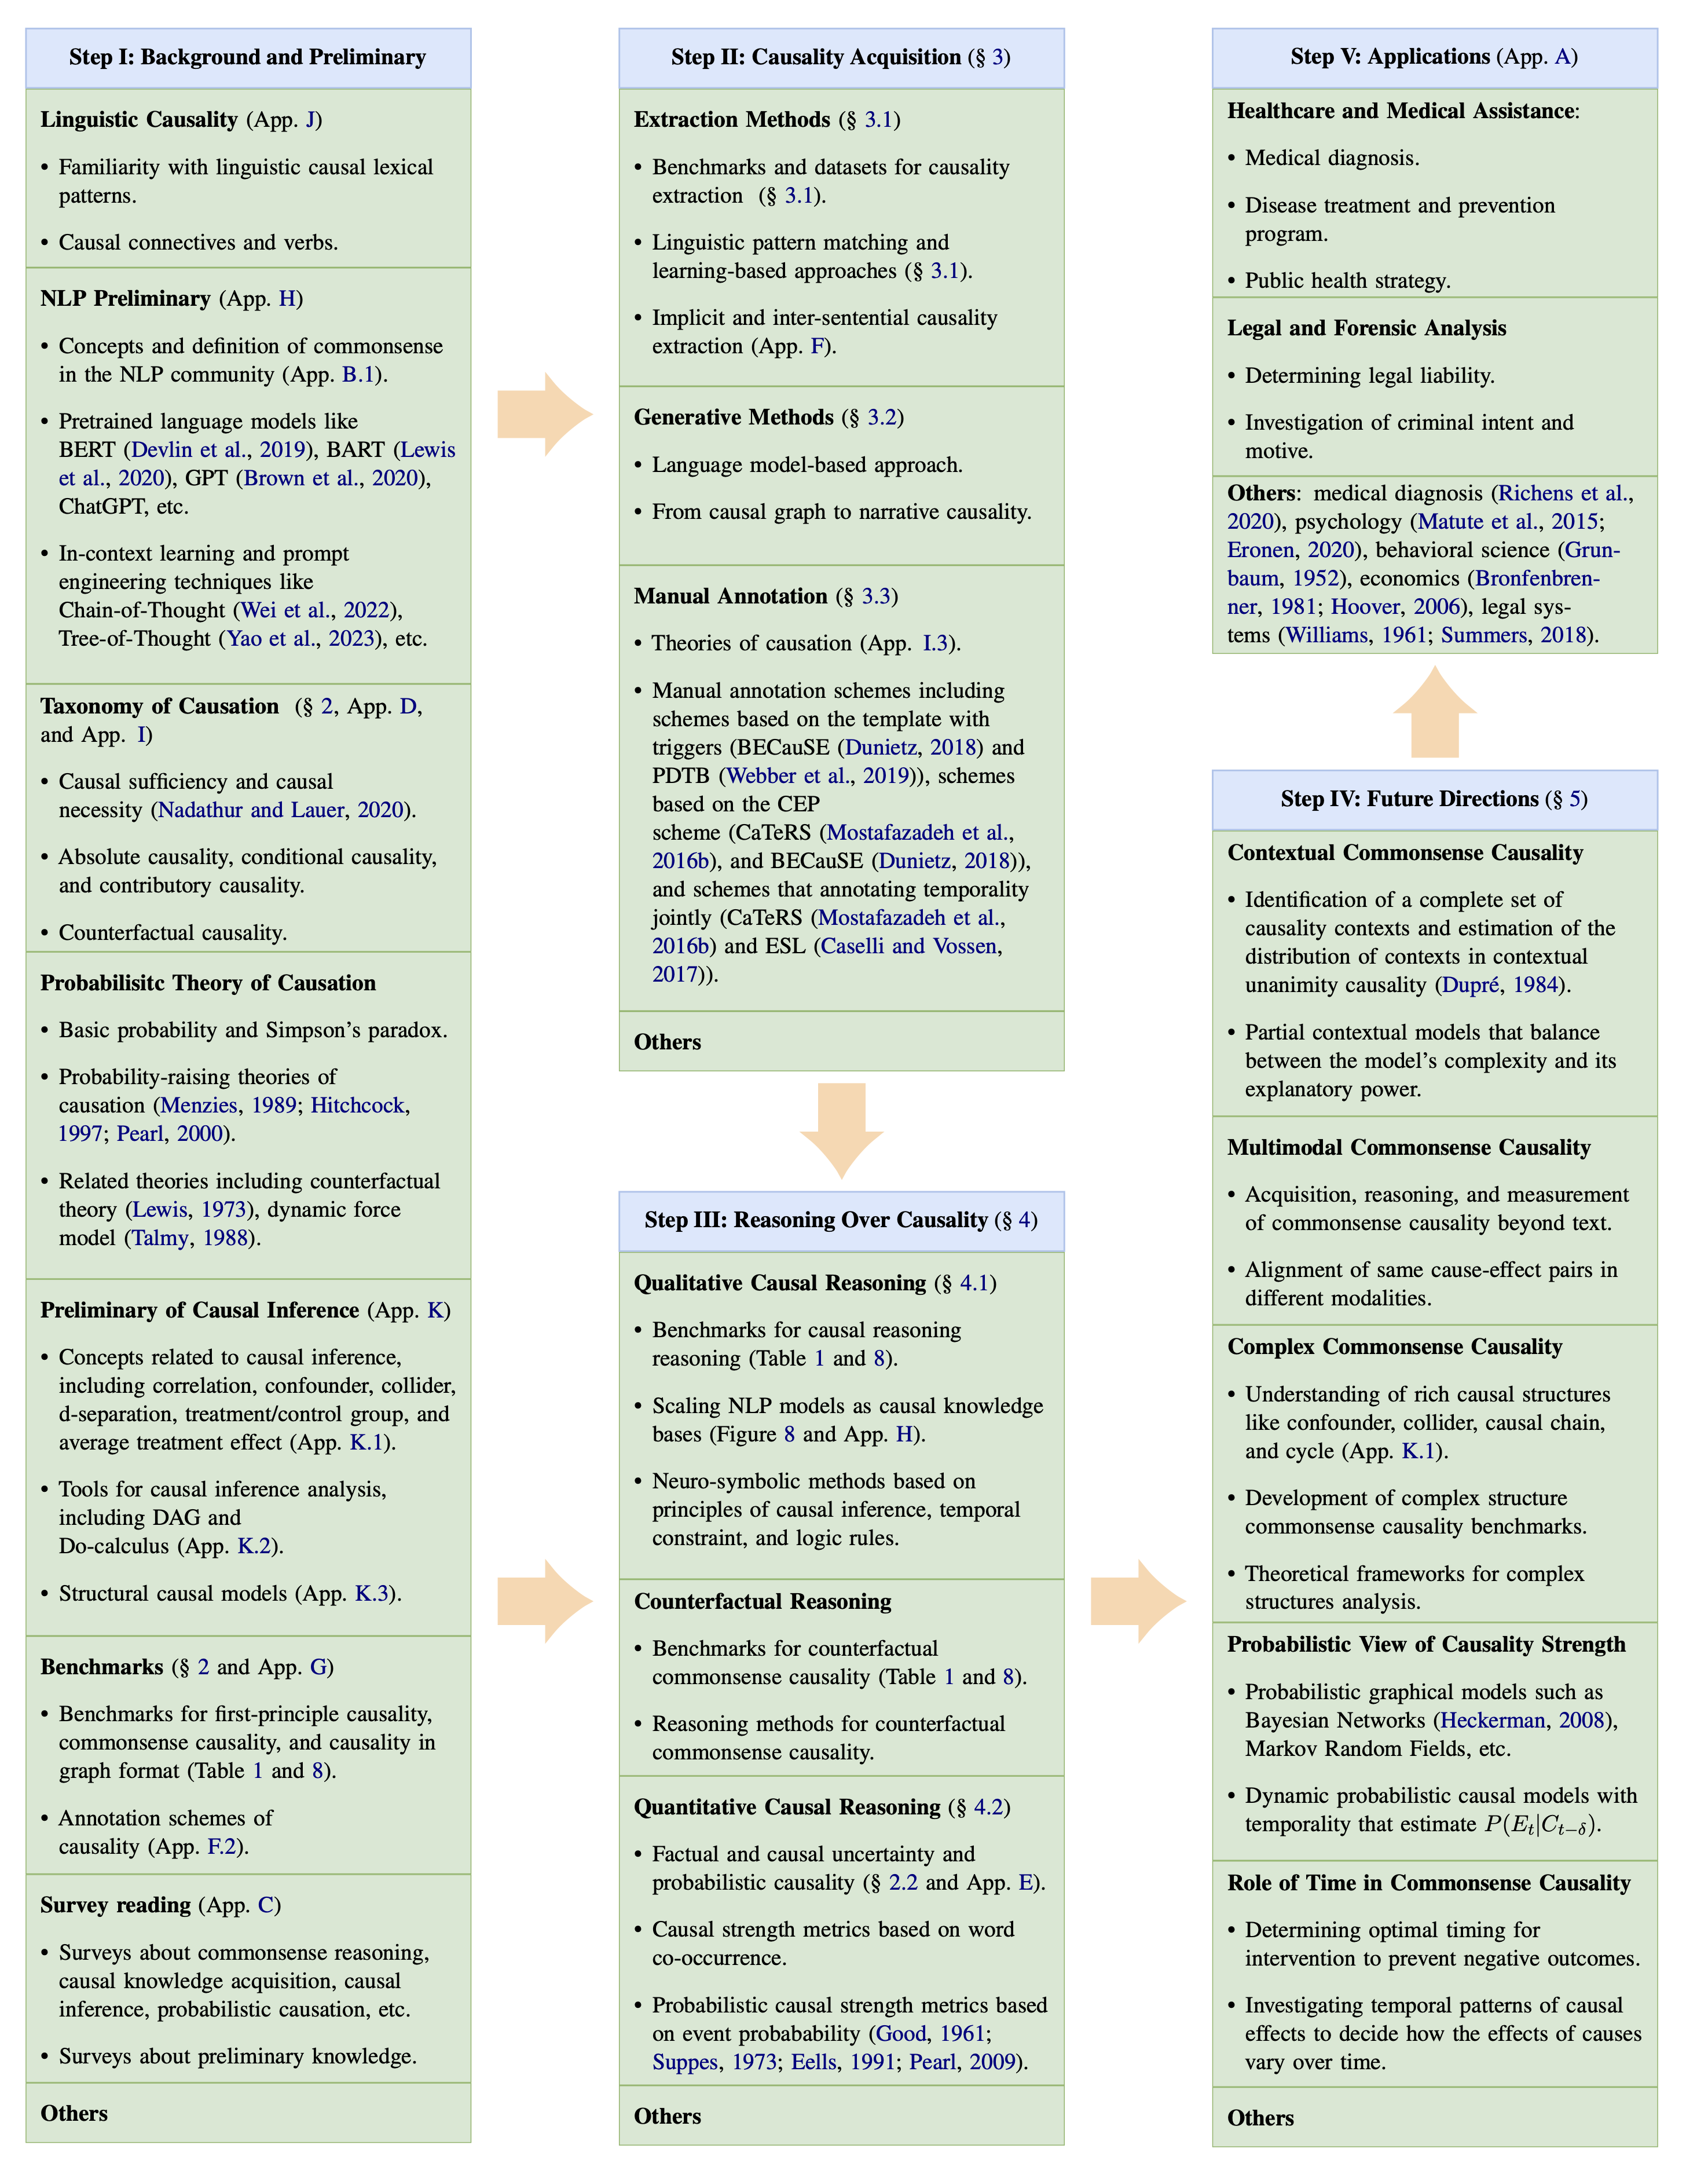 Step I: Background and Preliminary
Linguistic Causality (App. J)
• Familiarity with linguistic causal lexical
patterns.
• Causal connectives and verbs.
NLP Preliminary (App. H)
• Concepts and definition of commonsense
in the NLP community (App. B.1).
• Pretrained language models like
BERT (Devlin et al., 2019), BART (Lewis
et al., 2020), GPT (Brown et al., 2020),
ChatGPT, etc.
• In-context learning and prompt
engineering techniques like
Chain-of-Thought (Wei et al., 2022),
Tree-of-Thought (Yao et al., 2023), etc.
Taxonomy of Causation (§ 2, App. D,
and App. I)
• Causal sufficiency and causal
necessity (Nadathur and Lauer, 2020).
• Absolute causality, conditional causality,
and contributory causality.
• Counterfactual causality.
Probabilisitc Theory of Causation
• Basic probability and Simpson's paradox.
• Probability-raising theories of
causation (Menzies, 1989; Hitchcock,
1997; Pearl, 2000).
• Related theories including counterfactual
theory (Lewis, 1973), dynamic force
model (Talmy, 1988).
Preliminary of Causal Inference (App. K)
• Concepts related to causal inference,
including correlation, confounder, collider,
d-separation, treatment/control group, and
average treatment effect (App. K.1).
• Tools for causal inference analysis,
including DAG and
Do-calculus (App. K.2).
• Structural causal models (App. K.3).
Benchmarks (§ 2 and App. G)
• Benchmarks for first-principle causality,
commonsense causality, and causality in
graph format (Table 1 and 8).
• Annotation schemes of
causality (App. F.2).
Survey reading (App. C)
• Surveys about commonsense reasoning,
causal knowledge acquisition, causal
inference, probabilistic causation, etc.
• Surveys about preliminary knowledge.
Others
Step II: Causality Acquisition (§ 3)
Extraction Methods (§ 3.1)
• Benchmarks and datasets for causality
extraction (§ 3.1).
• Linguistic pattern matching and
learning-based approaches (§ 3.1).
• Implicit and inter-sentential causality
extraction (App. F).
Generative Methods (§ 3.2)
• Language model-based approach.
• From causal graph to narrative causality.
Manual Annotation (§ 3.3)
• Theories of causation (App. I.3).
• Manual annotation schemes including
schemes based on the template with
triggers (BECauSE (Dunietz, 2018) and
PDTB (Webber et al., 2019)), schemes
based on the CEP
scheme (CaTeRS (Mostafazadeh et al.,
2016b), and BECauSE (Dunietz, 2018)),
and schemes that annotating temporality
jointly (CaTeRS (Mostafazadeh et al.,
2016b) and ESL (Caselli and Vossen,
2017)).
Others
Step III: Reasoning Over Causality (§ 4)
Qualitative Causal Reasoning (§ 4.1)
• Benchmarks for causal reasoning
reasoning (Table 1 and 8).
• Scaling NLP models as causal knowledge
bases (Figure 8 and App. H).
• Neuro-symbolic methods based on
principles of causal inference, temporal
constraint, and logic rules.
Counterfactual Reasoning
• Benchmarks for counterfactual
commonsense causality (Table 1 and 8).
• Reasoning methods for counterfactual
commonsense causality.
Quantitative Causal Reasoning (§ 4.2)
• Factual and causal uncertainty and
probabilistic causality (§ 2.2 and App. E).
• Causal strength metrics based on word
co-occurrence.
• Probabilistic causal strength metrics based
on event probabability (Good, 1961;
Suppes, 1973; Eells, 1991; Pearl, 2009).
Others
Step V: Applications (App. A)
Healthcare and Medical Assistance:
• Medical diagnosis.
• Disease treatment and prevention
program.
• Public health strategy.
Legal and Forensic Analysis
• Determining legal liability.
• Investigation of criminal intent and
motive.
Others: medical diagnosis (Richens et al.,
2020), psychology (Matute et al., 2015;
Eronen, 2020), behavioral science (Grun-
baum, 1952), economics (Bronfenbren-
ner, 1981; Hoover, 2006), legal sys-
tems (Williams, 1961; Summers, 2018).
Step IV: Future Directions (§ 5)
Contextual Commonsense Causality
• Identification of a complete set of
causality contexts and estimation of the
distribution of contexts in contextual
unanimity causality (Dupré, 1984).
• Partial contextual models that balance
between the model's complexity and its
explanatory power.
Multimodal Commonsense Causality
• Acquisition, reasoning, and measurement
of commonsense causality beyond text.
• Alignment of same cause-effect pairs in
different modalities.
Complex Commonsense Causality
• Understanding of rich causal structures
like confounder, collider, causal chain,
and cycle (App. K.1).
• Development of complex structure
commonsense causality benchmarks.
• Theoretical frameworks for complex
structures analysis.
Probabilistic View of Causality Strength
• Probabilistic graphical models such as
Bayesian Networks (Heckerman, 2008),
Markov Random Fields, etc.
• Dynamic probabilistic causal models with
temporality that estimate P(E_t|C_{t−δ}).
Role of Time in Commonsense Causality
• Determining optimal timing for
intervention to prevent negative outcomes.
• Investigating temporal patterns of causal
effects to decide how the effects of causes
vary over time.
Others